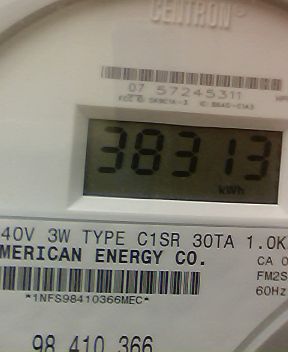 CENTRON®
07 57245311
38313
kWh
40V 3W TYPE C1SR 30TA 1.0K
MERICAN ENERGY CO.
CA 0
FM2S
60Hz
*1NFS98410366MEC*
98 410 366